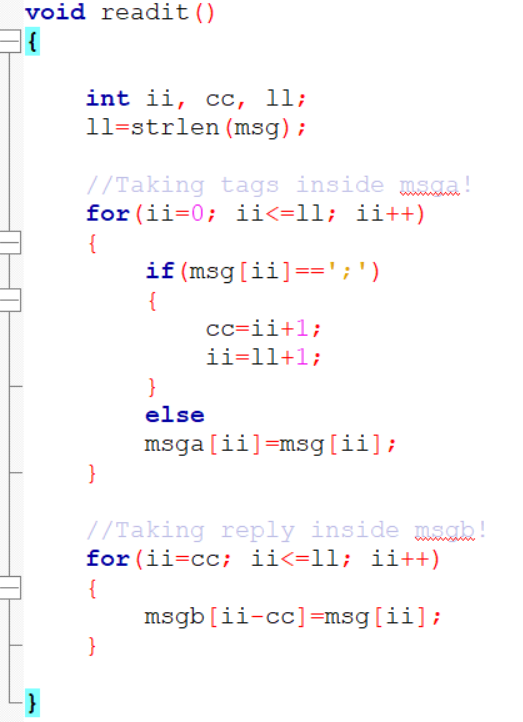 void readit()
{
int ii, cc, ll;
ll=strlen(msg);
//Taking tags inside msga!
for(ii=0; ii<=ll; ii++)
{
if(msg[ii]==';')
{
cc=ii+1;
ii=ll+1;
}
else
msga[ii]=msg[ii];
}
//Taking reply inside msgb!
for(ii=cc; ii<=ll; ii++)
{
msgb[ii-cc]=msg[ii];
}
}